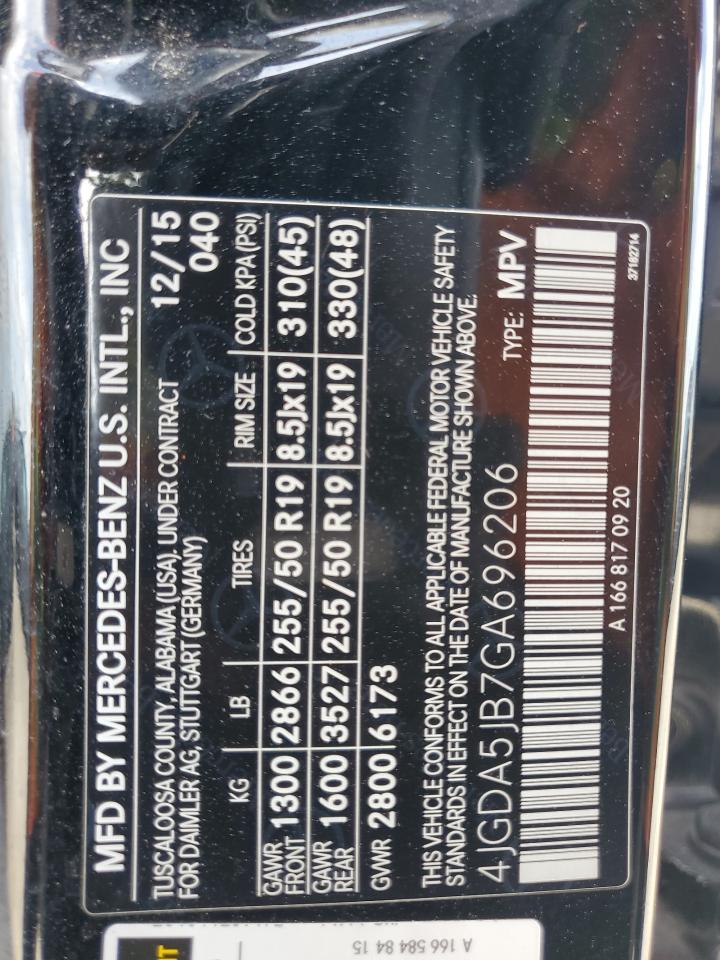 MFD BY MERCEDES-BENZ U.S. INTL., INC
TUSCALOOSA COUNTY, ALABAMA (USA), UNDER CONTRACT 12/15
FOR DAIMLER AG, STUTTGART (GERMANY) 040
KG LB TIRES RIM SIZE COLD KPA (PSI)
GAWR FRONT 1300 2866 255/50 R19 8.5Jx19 310(45)
GAWR REAR 1600 3527 255/50 R19 8.5Jx19 330(48)
GVWR 2800 6173
THIS VEHICLE CONFORMS TO ALL APPLICABLE FEDERAL MOTOR VEHICLE SAFETY
STANDARDS IN EFFECT ON THE DATE OF MANUFACTURE SHOWN ABOVE.
4JGDA5JB7GA696206 TYPE: MPV
A 166 817 09 20 37162714
A 166 584 84 15